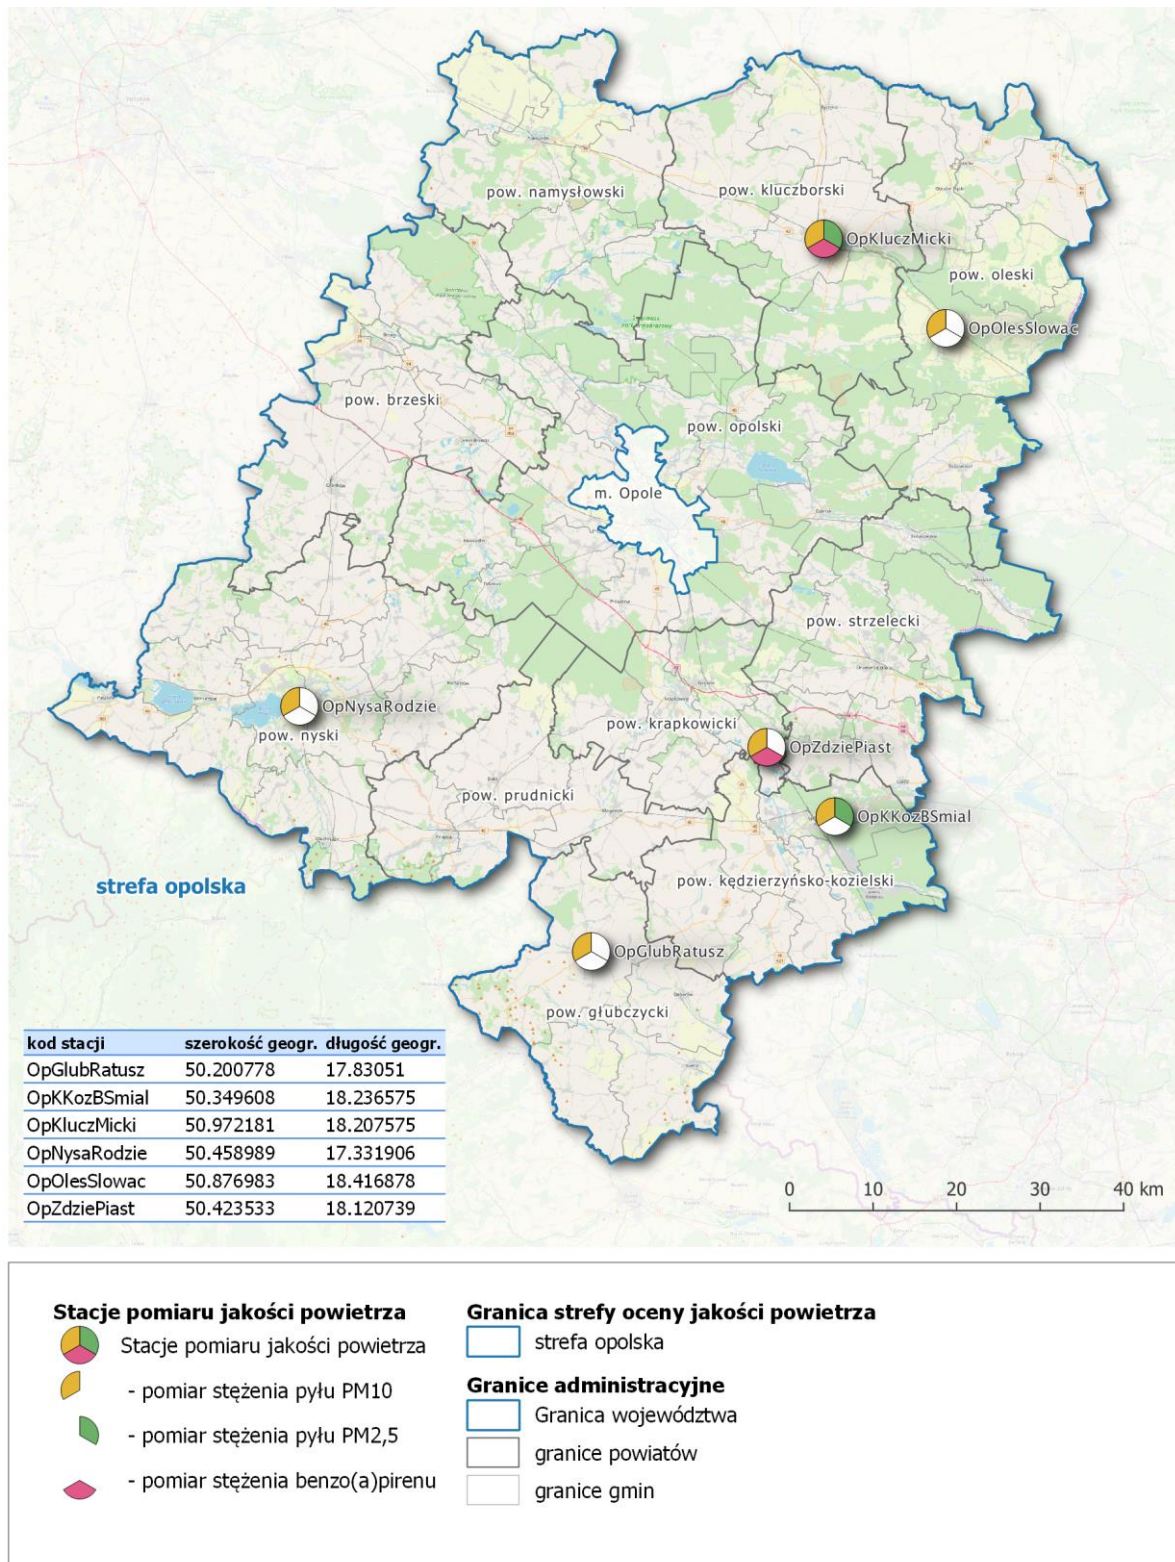 pow. namysłowski
pow. kluczborski
OpKluczMicki
pow. oleski
OpOlesSlowac
pow. brzeski
pow. opolski
m. Opole
pow. strzelecki
OpNysaRodzie
pow. nyski
pow. krapkowicki
OpZdziePiast
pow. prudnicki
OpKKozBSmial
strefa opolska
pow. kędzierzyńsko-kozielski
OpGlubRatusz
pow. głubczycki
kod stacji szerokość geogr. długość geogr.
OpGlubRatusz 50.200778 17.83051
OpKKozBSmial 50.349608 18.236575
OpKluczMicki 50.972181 18.207575
OpNysaRodzie 50.458989 17.331906
OpOlesSlowac 50.876983 18.416878
OpZdziePiast 50.423533 18.120739
0 10 20 30 40 km
Stacje pomiaru jakości powietrza
Stacje pomiaru jakości powietrza
- pomiar stężenia pyłu PM10
- pomiar stężenia pyłu PM2,5
- pomiar stężenia benzo(a)pirenu
Granica strefy oceny jakości powietrza
strefa opolska
Granice administracyjne
Granica województwa
granice powiatów
granice gmin